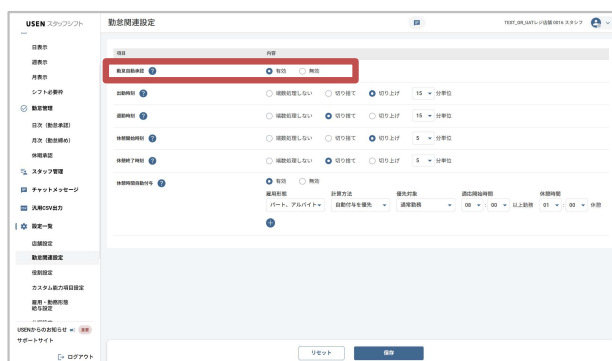 USEN スタッフシフト
勤怠関連設定
TEST_GR_UATレジ店舗 0816 スタシフ
日表示
週表示
月表示
シフト必要枠
勤怠管理
日次（勤怠承認）
月次（勤怠締め）
休暇承認
スタッフ管理
チャットメッセージ
汎用CSV出力
設定一覧
店舗設定
勤怠関連設定
役割設定
カスタム能力項目設定
雇用・勤務形態
給与設定
USENからのお知らせ
重要
サポートサイト
ログアウト
項目 内容
勤怠自動承認 ? 有効 無効
出勤時刻 ? 端数処理しない 切り捨て 切り上げ 15 分単位
退勤時刻 ? 端数処理しない 切り捨て 切り上げ 15 分単位
休憩開始時刻 ? 端数処理しない 切り捨て 切り上げ 5 分単位
休憩終了時刻 ? 端数処理しない 切り捨て 切り上げ 5 分単位
休憩時間自動付与 ? 有効 無効
雇用形態 計算方法 優先対象 適応開始時間 休憩時間
パート、アルバイト 自動付与を優先 通常勤務 08 : 00 以上勤務 01 : 00 休憩
リセット 保存